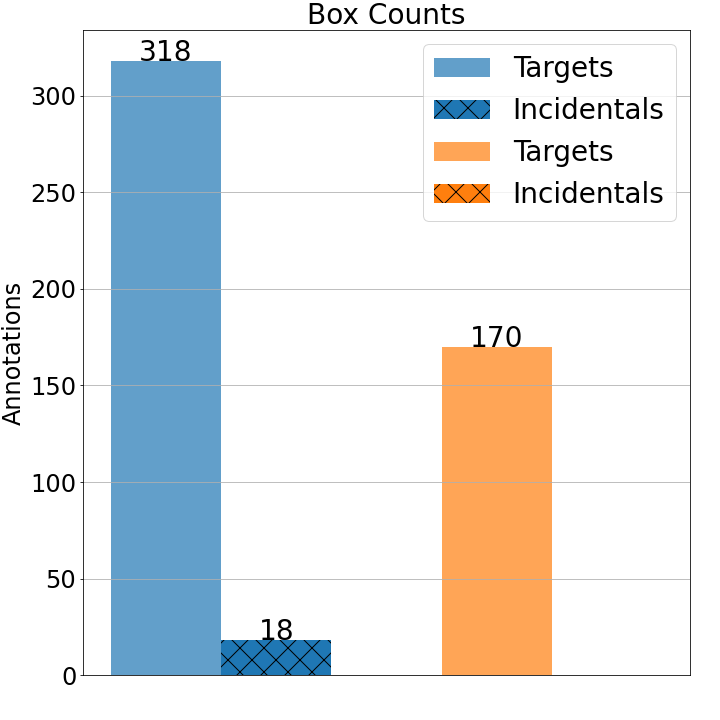 Box Counts
318
Targets
Incidentals
Targets
Incidentals
170
18
Annotations
300
250
200
150
100
50
0